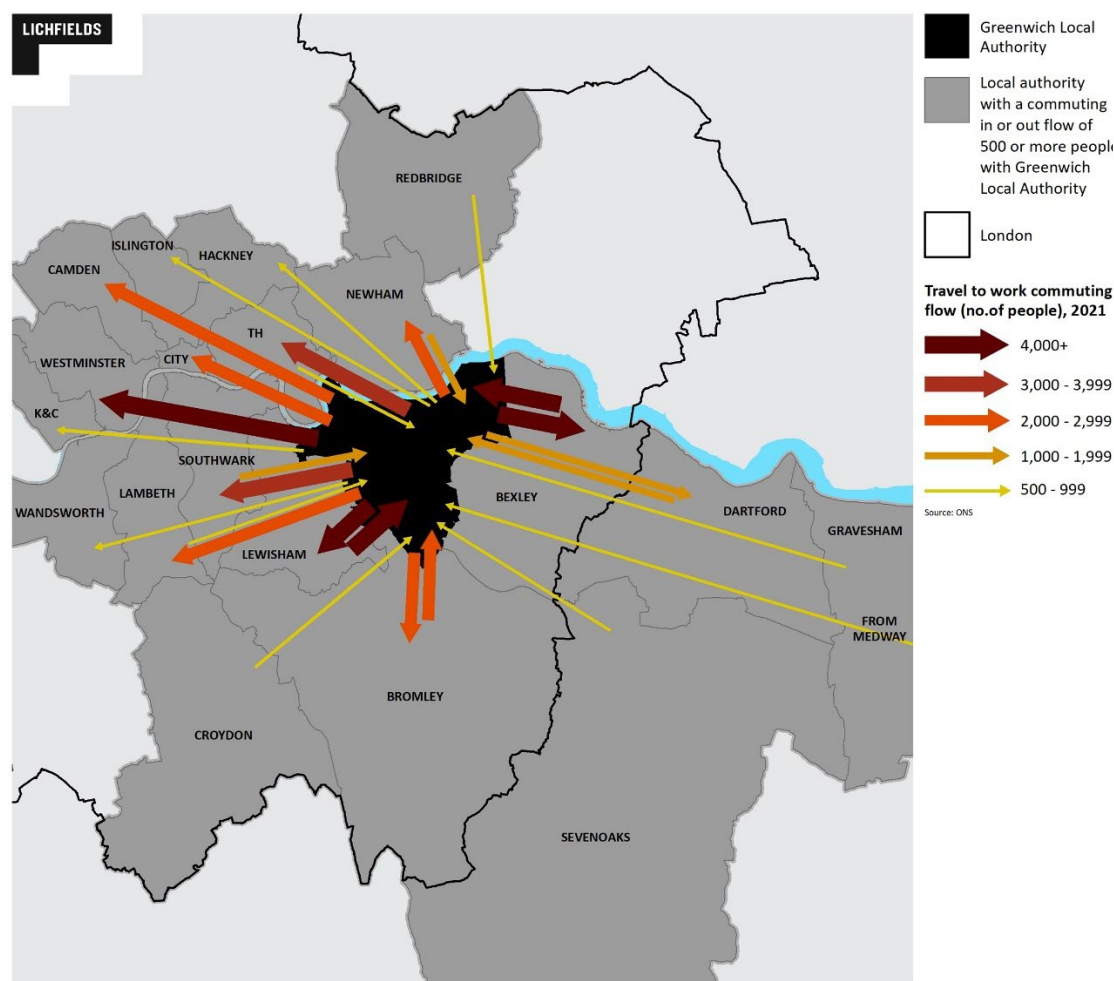 LICHFIELDS
REDBRIDGE
ISLINGTON
HACKNEY
CAMDEN
NEWHAM
TH
WESTMINSTER
CITY
K&C
SOUTHWARK
LAMBETH
WANDSWORTH
BEXLEY
DARTFORD
GRAVESHAM
LEWISHAM
FROM
MEDWAY
BROMLEY
CROYDON
SEVENOAKS
Greenwich Local
Authority
Local authority
with a commuting
in or out flow of
500 or more people
with Greenwich
Local Authority
London
Travel to work commuting
flow (no.of people), 2021
4,000+
3,000 - 3,999
2,000 - 2,999
1,000 - 1,999
500 - 999
Source: ONS